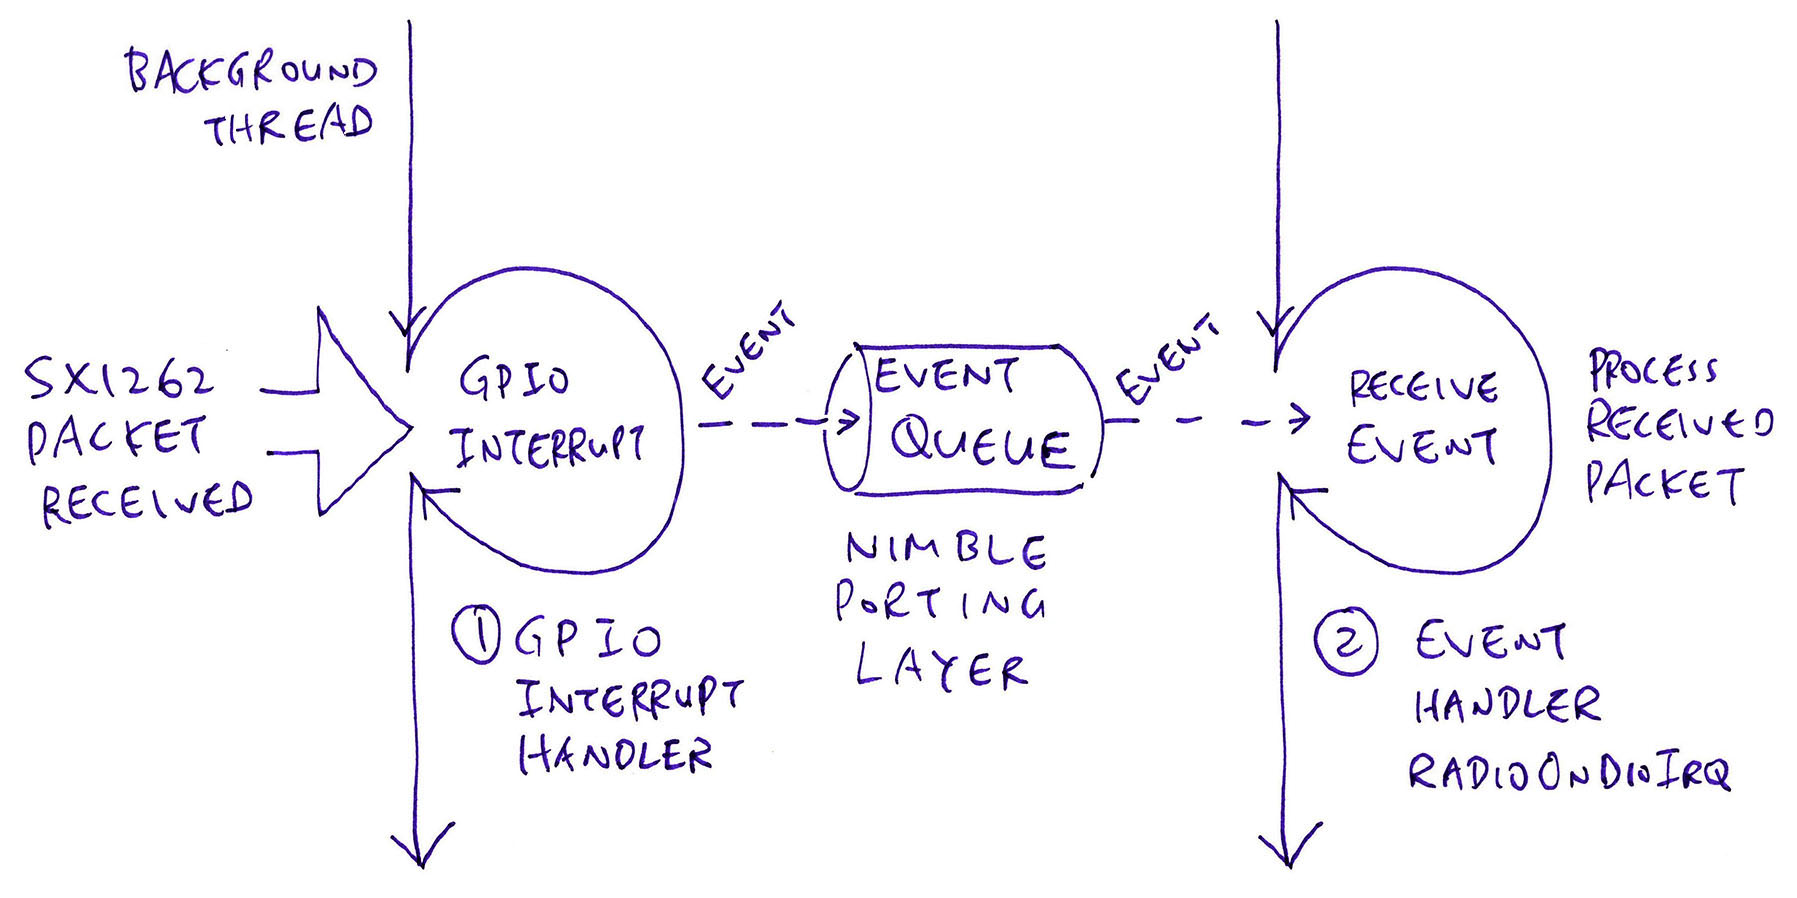 BACKGROUND
THREAD
SX1262
PACKET
RECEIVED
GPIO
INTERRUPT
EVENT
EVENT
QUEUE
EVENT
RECEIVE
EVENT
PROCESS
RECEIVED
PACKET
NIMBLE
PORTING
LAYER
1 GPIO
INTERRUPT
HANDLER
2 EVENT
HANDLER
RADIOONDIOIRQ